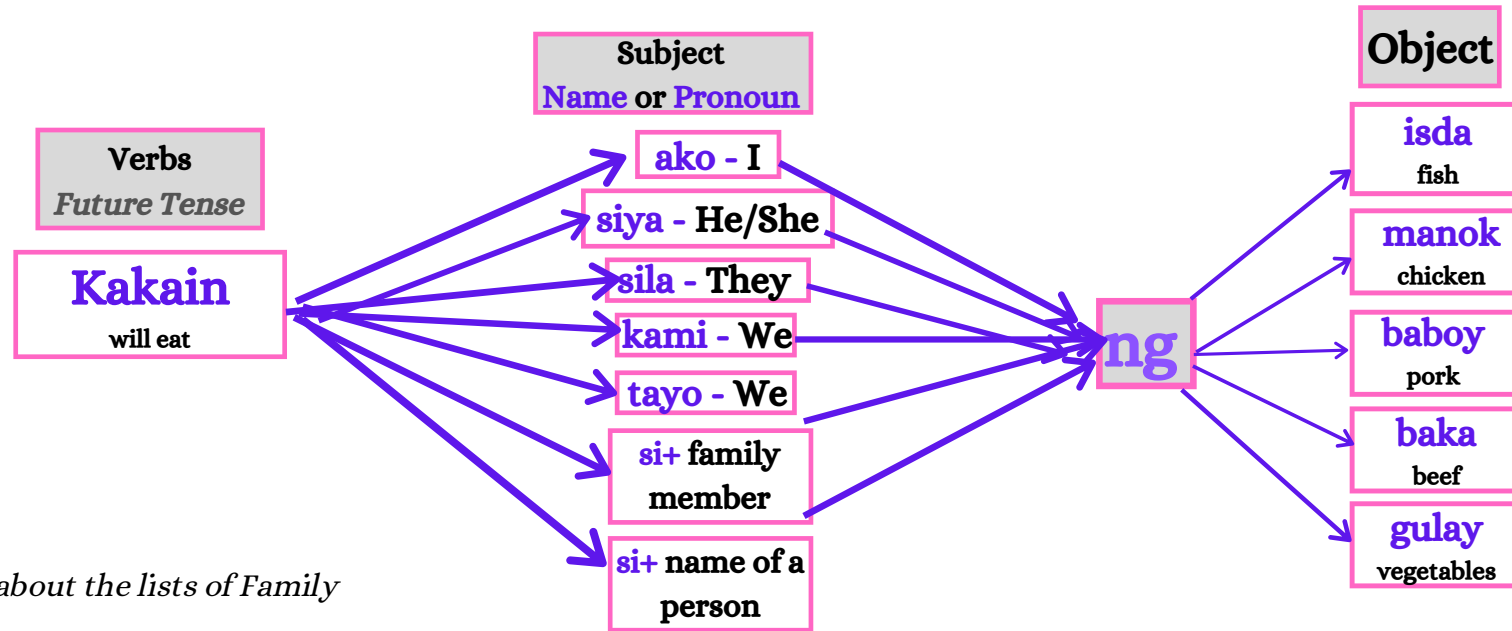 Verbs
Future Tense
Kakain
will eat
Subject
Name or Pronoun
ako - I
siya - He/She
sila - They
kami - We
tayo - We
si+ family
member
si+ name of a
person
ng
Object
isda
fish
manok
chicken
baboy
pork
baka
beef
gulay
vegetables
about the lists of Family